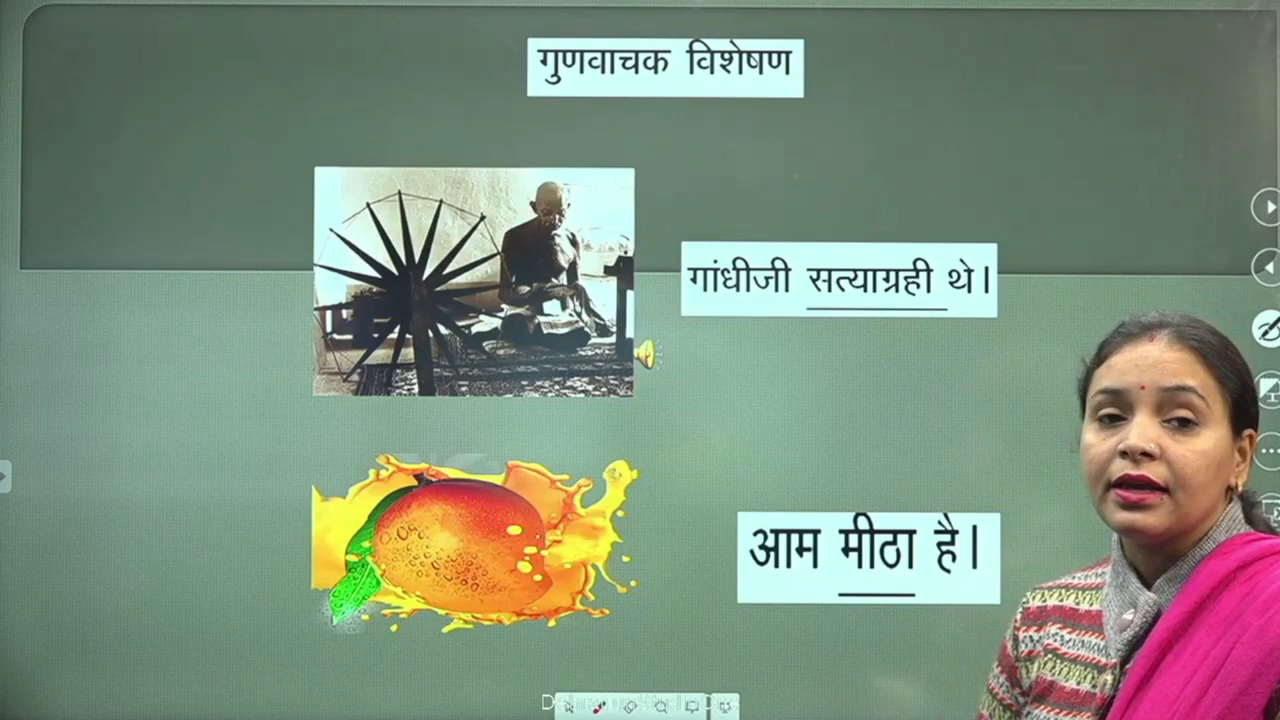 गुणवाचक विशेषण
गांधीजी सत्याग्रही थे।
आम मीठा है।